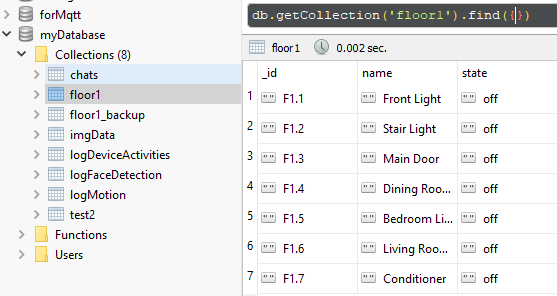 forMqtt
myDatabase
Collections (8)
chats
floor1
floor1_backup
imgData
logDeviceActivities
logFaceDetection
logMotion
test2
Functions
Users
db.getCollection('floor1').find({})
floor1 0.002 sec.
_id name state
1 "" F1.1 "" Front Light "" off
2 "" F1.2 "" Stair Light "" off
3 "" F1.3 "" Main Door "" off
4 "" F1.4 "" Dining Roo... "" off
5 "" F1.5 "" Bedroom Li... "" off
6 "" F1.6 "" Living Roo... "" off
7 "" F1.7 "" Conditioner "" off